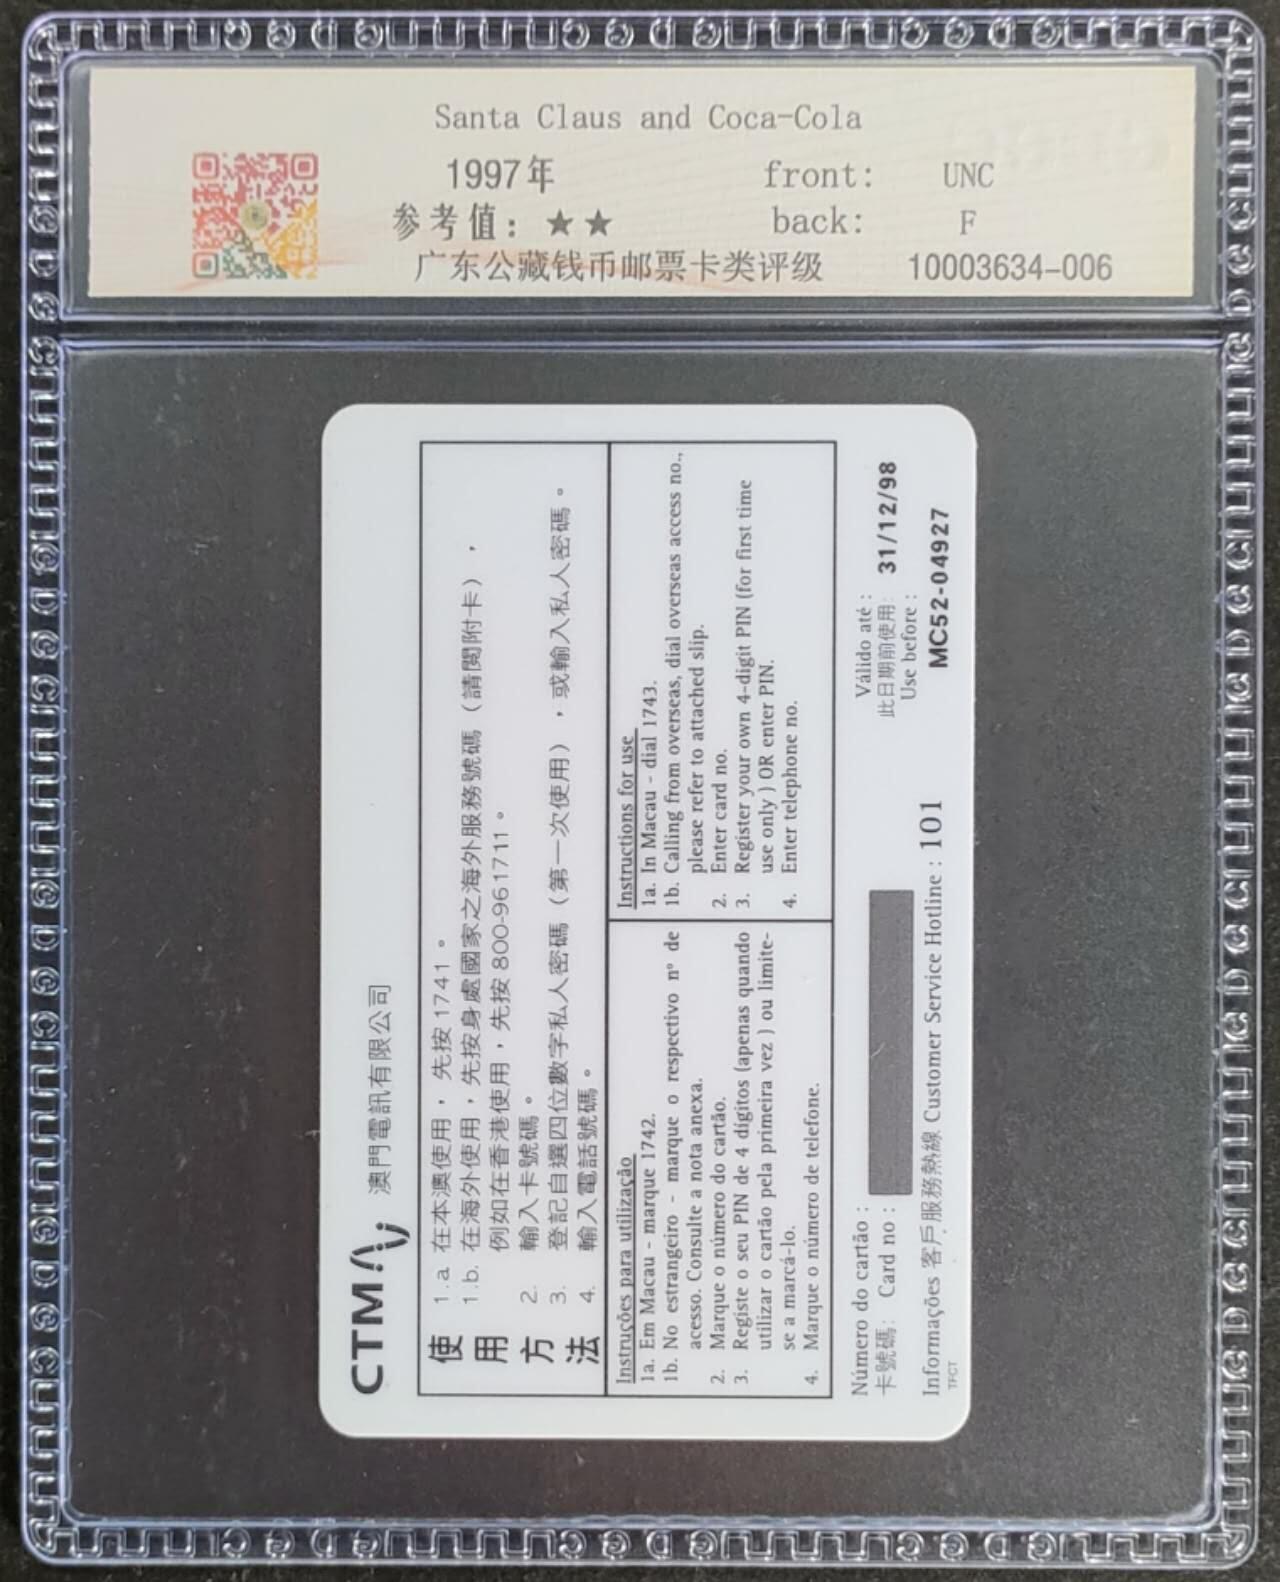 Santa Claus and Coca-Cola
1997年
front: UNC
参考值：★★
back: F
广东公藏钱币邮票卡类评级 10003634-006
CTM 澳門電訊有限公司
使用方法
1.a 在本澳使用，先按 1741。
1.b. 在海外使用，先按身處國家之海外服務號碼（請閱附卡），
例如在香港使用，先按 800-961711。
2. 輸入卡號碼。
3. 登記自選四位數字私人密碼（第一次使用），或輸入私人密碼。
4. 輸入電話號碼。
Instruções para utilização
1a. Em Macau - marque 1742.
1b. No estrangeiro - marque o respectivo nº de
acesso. Consulte a nota anexa.
2. Marque o número do cartão.
3. Registe o seu PIN de 4 dígitos (apenas quando
utilizar o cartão pela primeira vez ) ou limite-
se a marcá-lo.
4. Marque o número de telefone.
Instructions for use
1a. In Macau - dial 1743.
1b. Calling from overseas, dial overseas access no.,
please refer to attached slip.
2. Enter card no.
3. Register your own 4-digit PIN (for first time
use only ) OR enter PIN.
4. Enter telephone no.
Número do cartão :
卡號碼: Card no :
Válido até :
此日期前使用: 31/12/98
Use before :
Informações 客戶服務熱線 Customer Service Hotline : 101
MC52-04927
TFCT